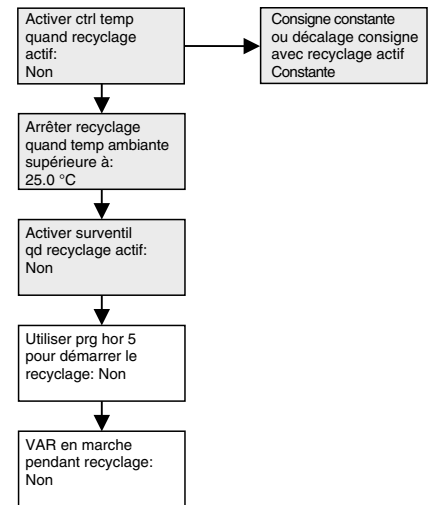 Activer ctrl temp
quand recyclage
actif:
Non
Consigne constante
ou décalage consigne
avec recyclage actif
Constante
Arrêter recyclage
quand temp ambiante
supérieure à:
25.0 °C
Activer surventil
qd recyclage actif:
Non
Utiliser prg hor 5
pour démarrer le
recyclage: Non
VAR en marche
pendant recyclage:
Non